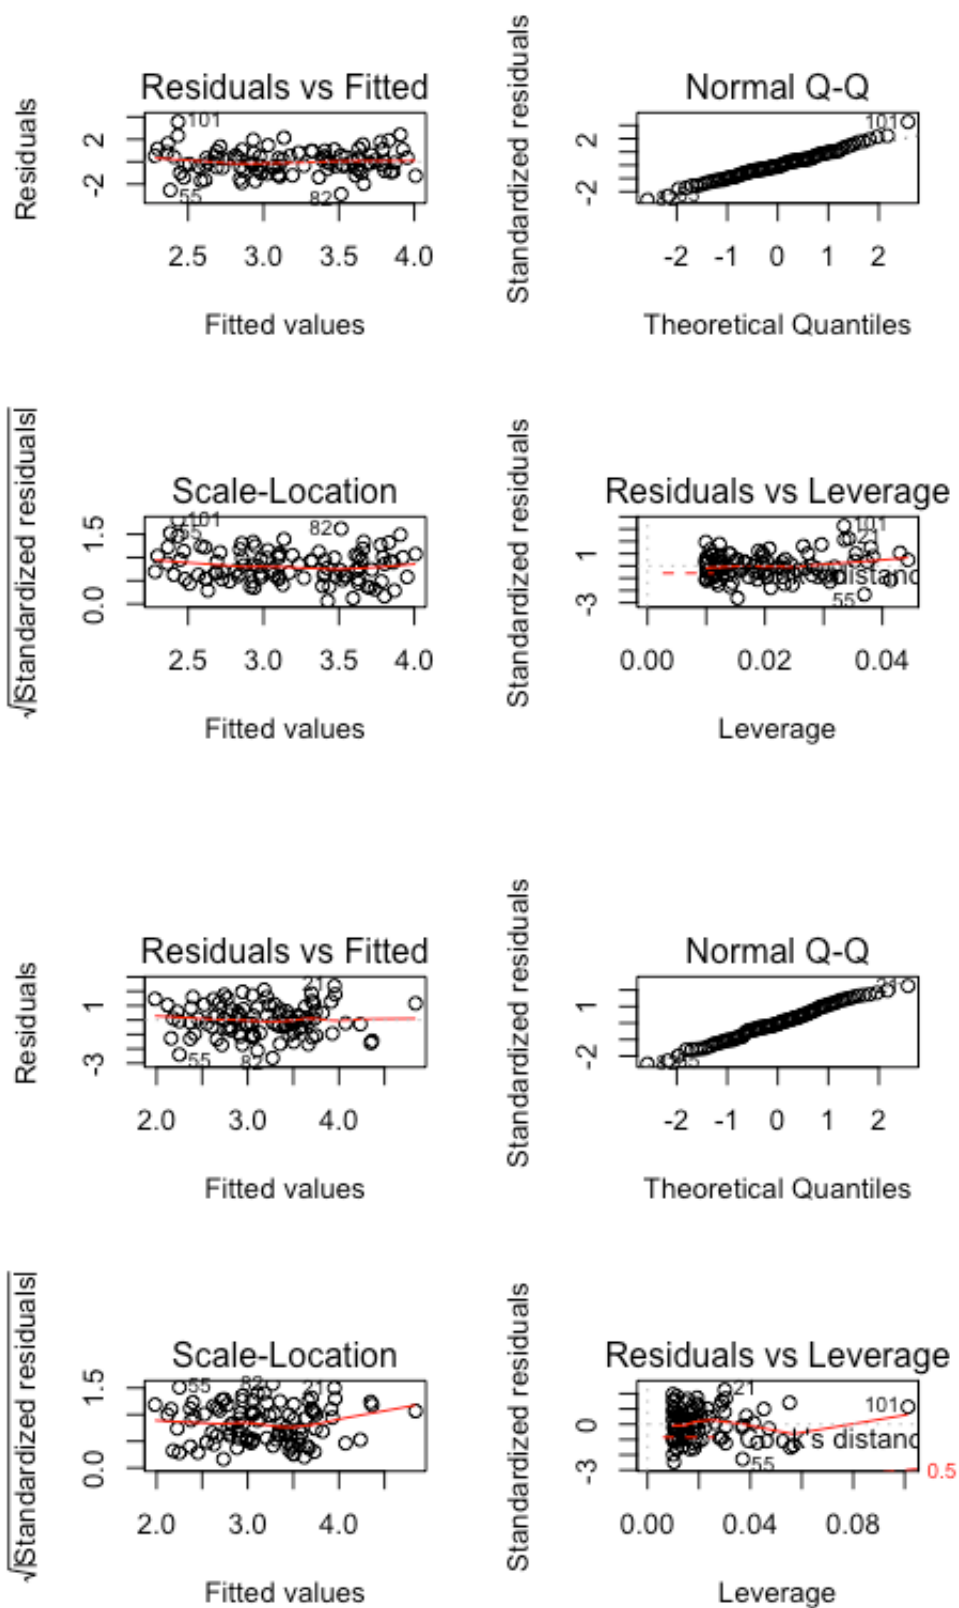 Residuals vs Fitted
Residuals
2
-2
101
55
82
2.5 3.0 3.5 4.0
Fitted values
Normal Q-Q
Standardized residuals
2
-2
101
-2 -1 0 1 2
Theoretical Quantiles
Scale-Location
√|Standardized residuals|
1.5
0.0
101
55
82
2.5 3.0 3.5 4.0
Fitted values
Residuals vs Leverage
Standardized residuals
1
-3
101
21
distanc
55
0.00 0.02 0.04
Leverage
Residuals vs Fitted
Residuals
1
-3
21
55
82
2.0 3.0 4.0
Fitted values
Normal Q-Q
Standardized residuals
1
-2
-2 -1 0 1 2
Theoretical Quantiles
Scale-Location
√|Standardized residuals|
1.5
0.0
55
82
21
2.0 3.0 4.0
Fitted values
Residuals vs Leverage
Standardized residuals
0
-3
21
101
k's distanc
55
0.5
0.00 0.04 0.08
Leverage